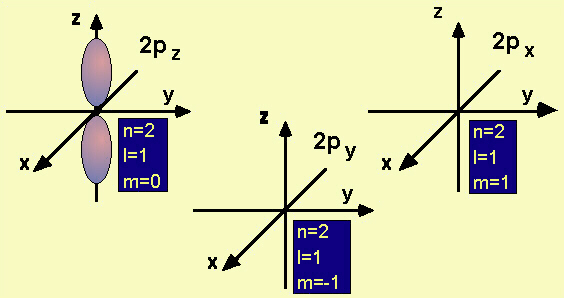 z
2p z
y
x
n=2
l=1
m=0
z
2p y
y
x
n=2
l=1
m=-1
z
2p x
y
x
n=2
l=1
m=1